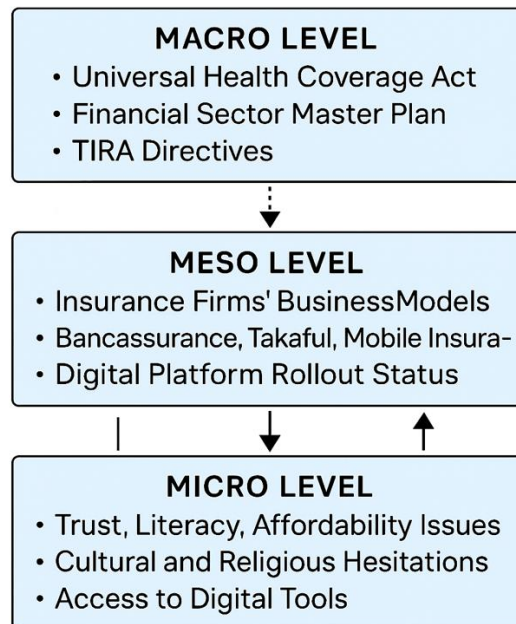 MACRO LEVEL
• Universal Health Coverage Act
• Financial Sector Master Plan
• TIRA Directives
MESO LEVEL
• Insurance Firms' BusinessModels
• Bancassurance, Takaful, Mobile Insura-
• Digital Platform Rollout Status
MICRO LEVEL
• Trust, Literacy, Affordability Issues
• Cultural and Religious Hesitations
• Access to Digital Tools